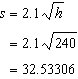 s = 2.1√h
= 2.1√240
= 32.53306